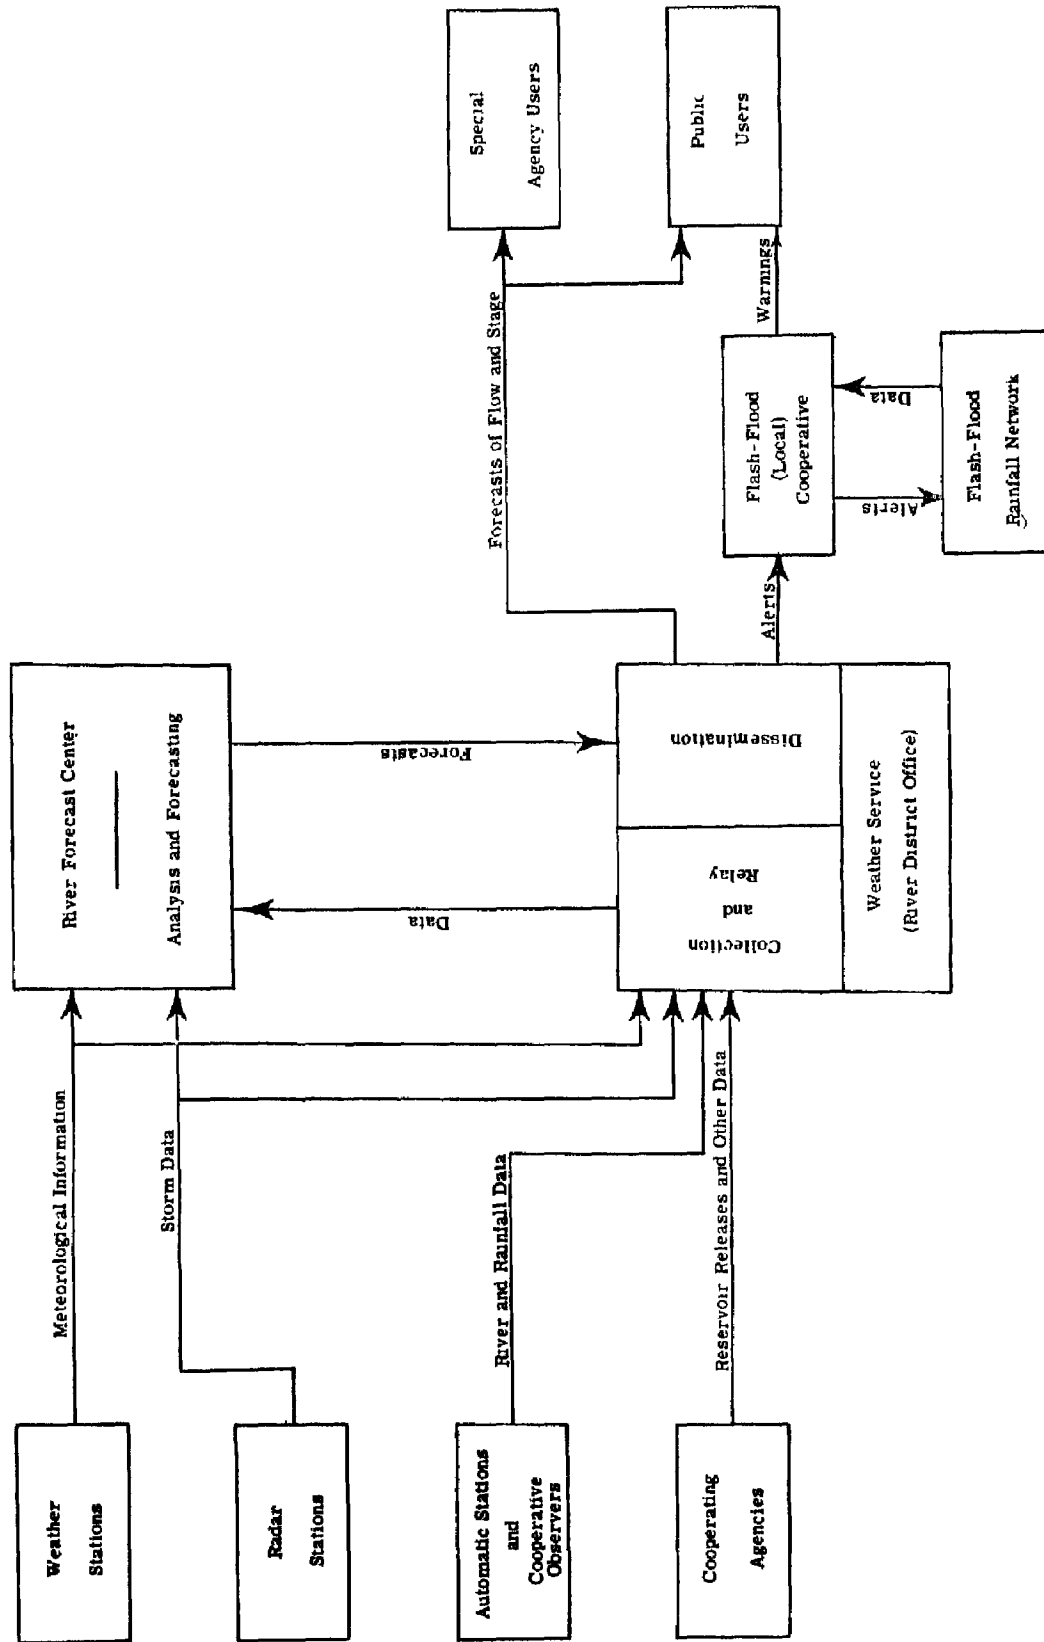 Weather
Stations
Radar
Stations
Automatic Stations
and
Cooperative
Observers
Cooperating
Agencies
Meteorological Information
Storm Data
River and Rainfall Data
Reservoir Releases and Other Data
River Forecast Center
Analysis and Forecasting
Data
Forecasts
Collection
and
Relay
Dissemination
Weather Service
(River District Office)
Forecasts of Flow and Stage
Alerts
Flash-Flood
(Local)
Cooperative
Alerts
Data
Flash-Flood
Rainfall Network
Warnings
Special
Agency Users
Public
Users